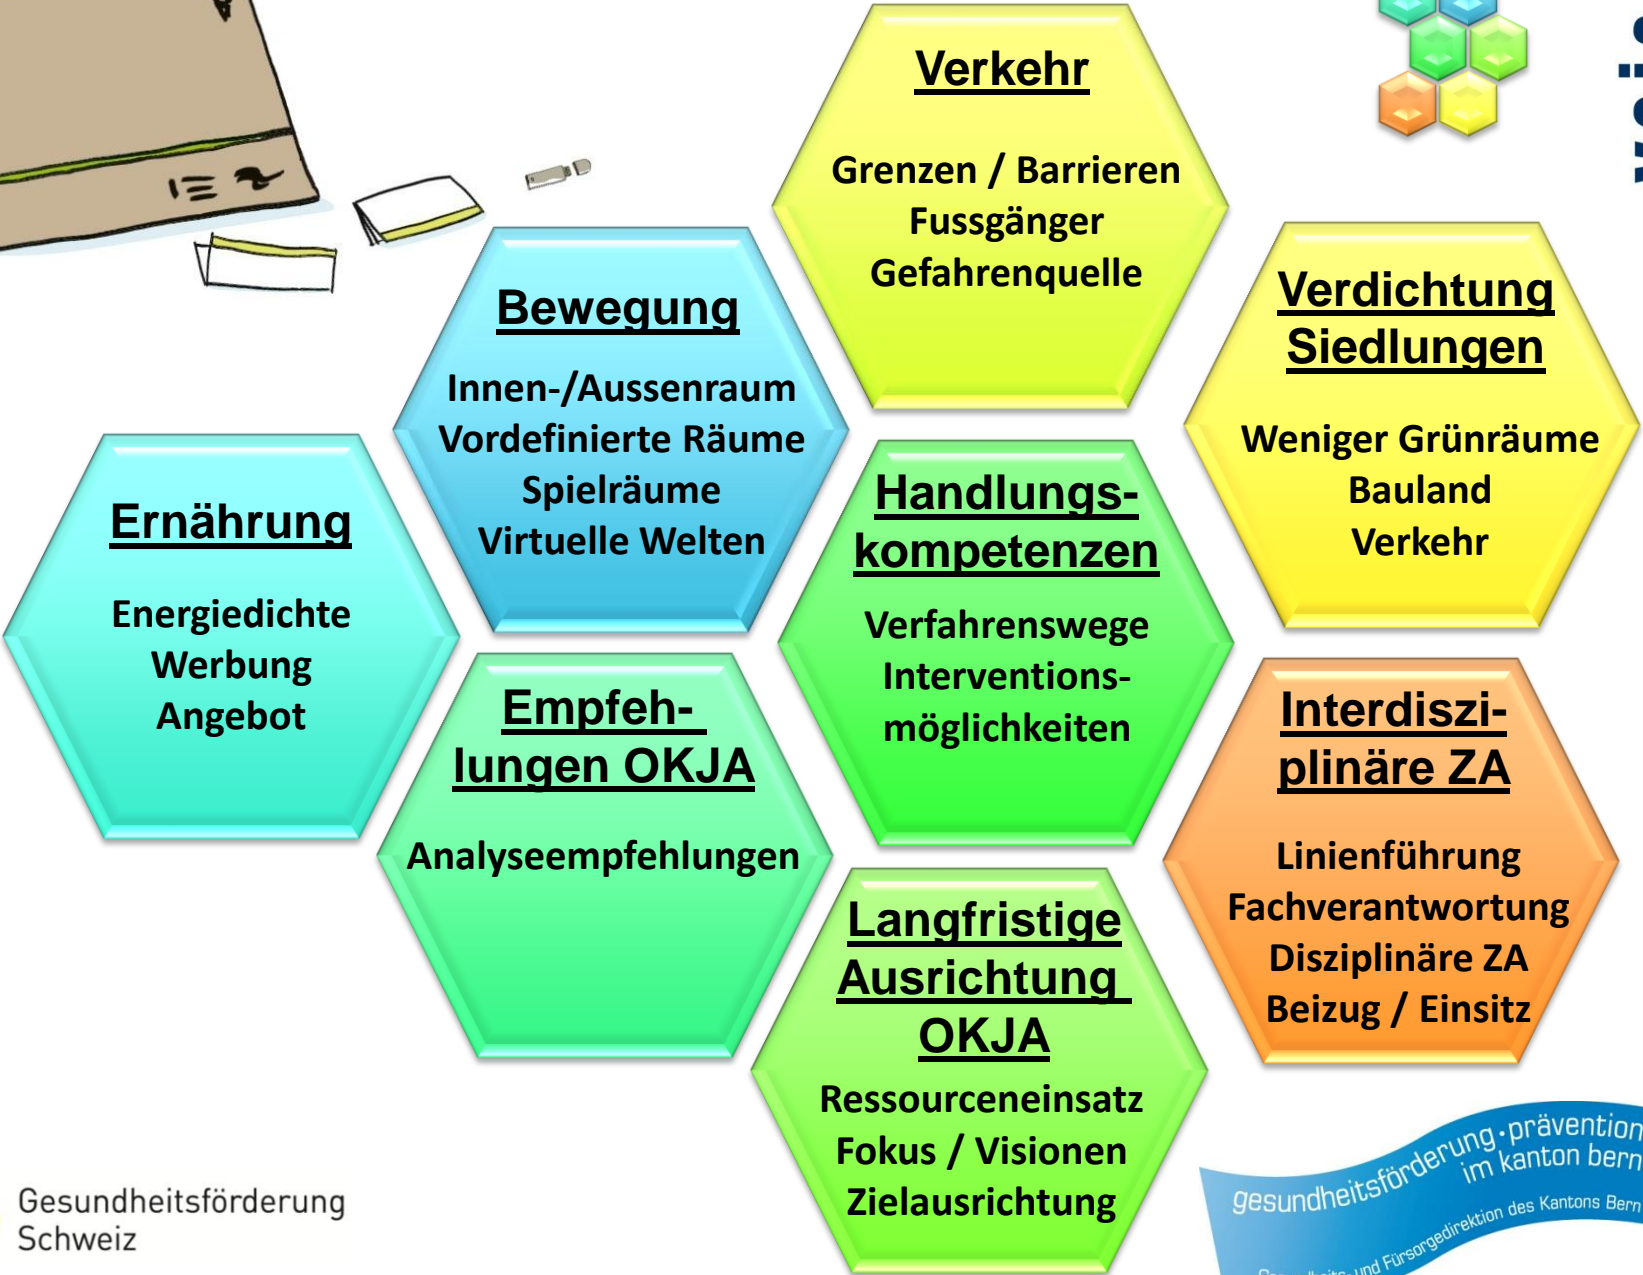 Verkehr
Grenzen / Barrieren
Fussgänger
Gefahrenquelle
Bewegung
Innen-/Aussenraum
Vordefinierte Räume
Spielräume
Virtuelle Welten
Verdichtung
Siedlungen
Weniger Grünräume
Bauland
Verkehr
Ernährung
Energiedichte
Werbung
Angebot
Handlungs-
kompetenzen
Verfahrenswege
Interventions-
möglichkeiten
Empfeh-
lungen OKJA
Analyseempfehlungen
Interdiszi-
plinäre ZA
Linienführung
Fachverantwortung
Disziplinäre ZA
Beizug / Einsitz
Langfristige
Ausrichtung
OKJA
Ressourceneinsatz
Fokus / Visionen
Zielausrichtung
Gesundheitsförderung
Schweiz
gesundheitsförderung·prävention
im kanton bern
und Fürsorgedirektion des Kantons Bern